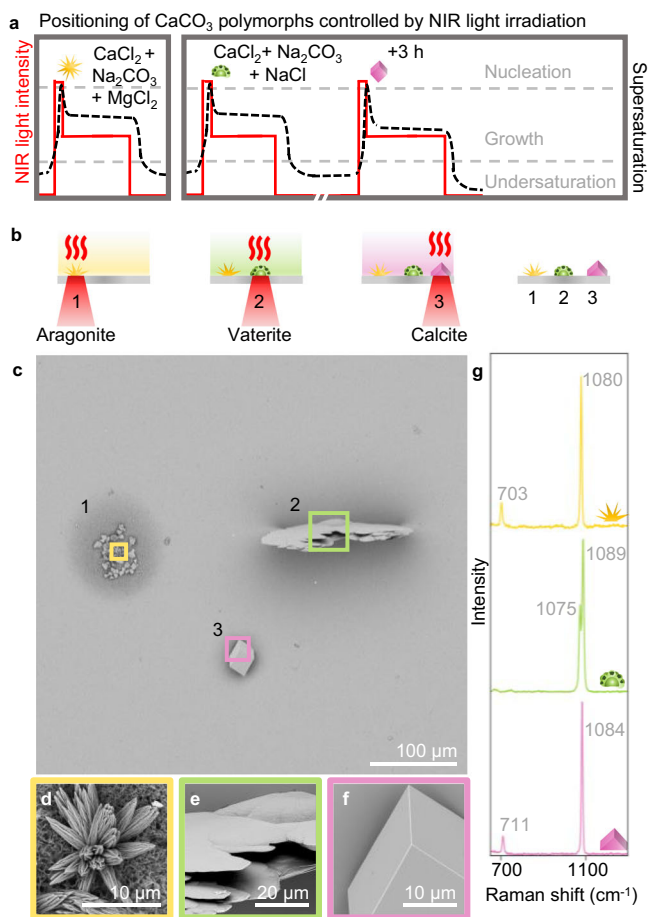 a Positioning of CaCO3 polymorphs controlled by NIR light irradiation
NIR light intensity
CaCl2 +
Na2CO3
+ MgCl2
CaCl2+ Na2CO3
+ NaCl
+3 h
Nucleation
Growth
Undersaturation
Supersaturation
b
1
2
3
1 2 3
Aragonite
Vaterite
Calcite
c
1
2
3
100 µm
d
10 µm
e
20 µm
f
10 µm
g
Intensity
1080
703
1089
1075
1084
711
700 1100
Raman shift (cm-1)